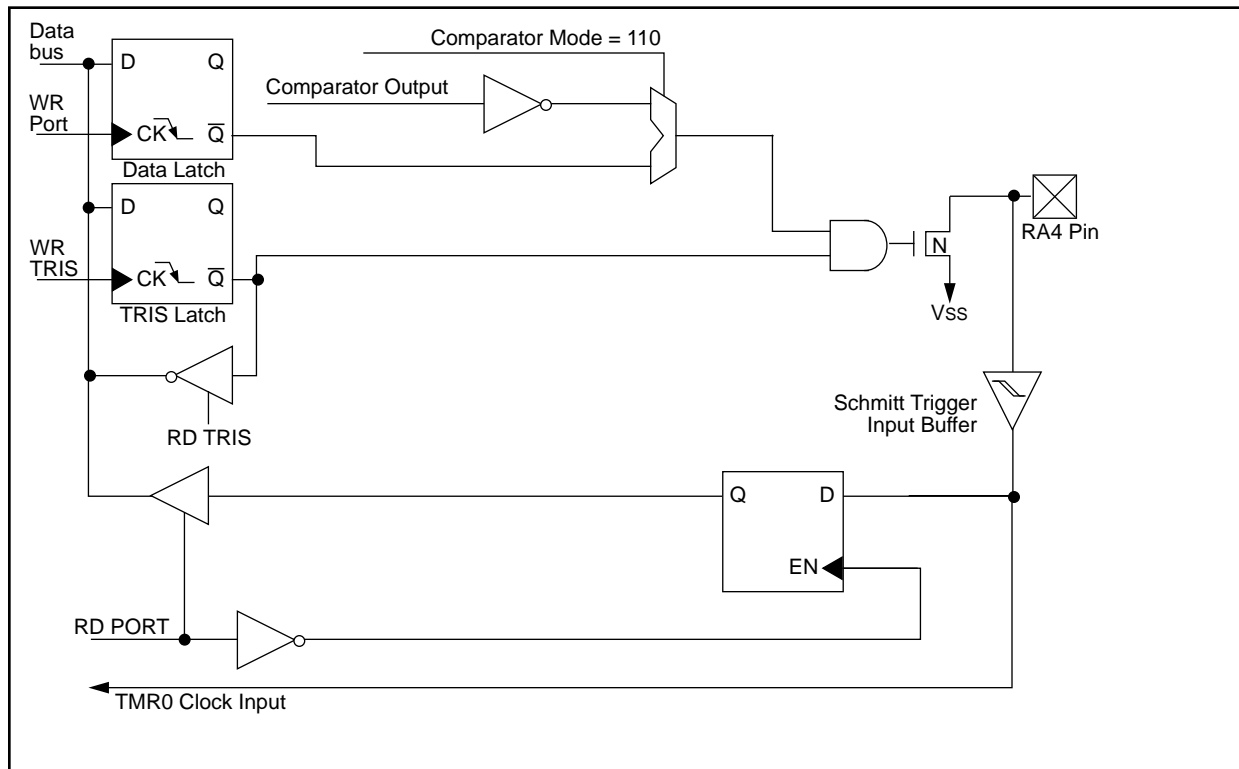 Data
bus
D
Q
Comparator Mode = 110
Comparator Output
WR
Port
CK
Q̅
Data Latch
D
Q
WR
TRIS
CK
Q̅
TRIS Latch
N
RA4 Pin
VSS
RD TRIS
Schmitt Trigger
Input Buffer
Q
D
EN
RD PORT
TMR0 Clock Input